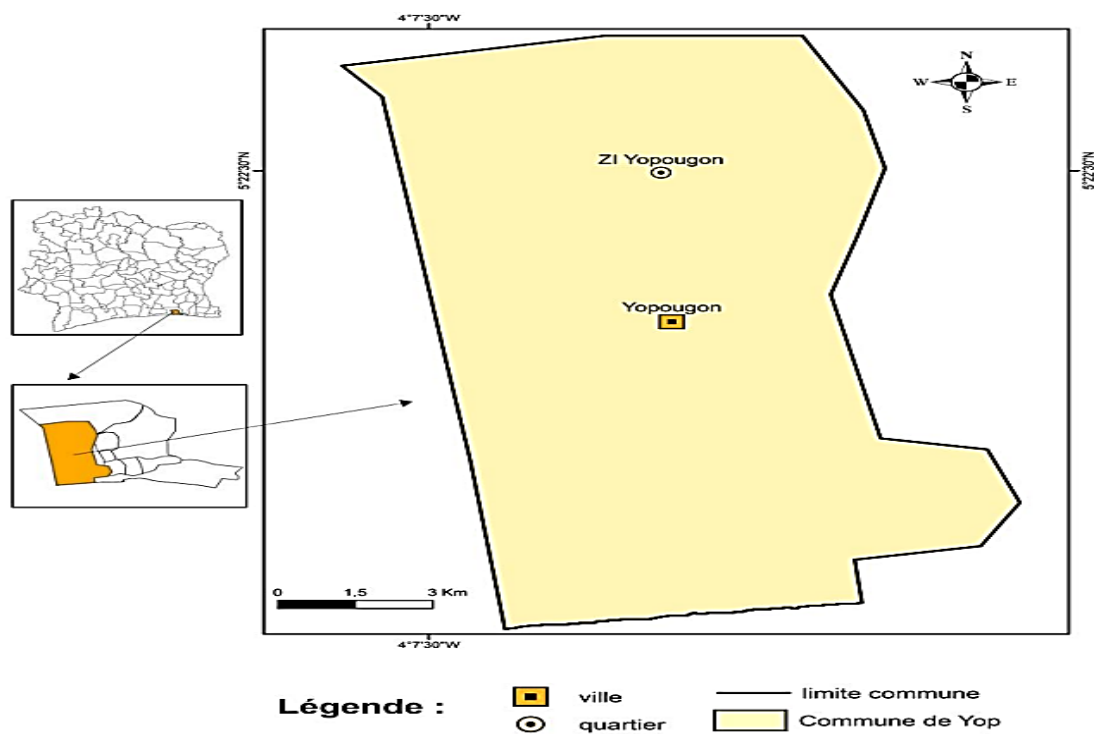 4°7'30"W
N
W E
S
ZI Yopougon
5°22'30"N
5°22'30"N
Yopougon
0 1,5 3 Km
4°7'30"W
Légende :
ville
limite commune
quartier
Commune de Yop